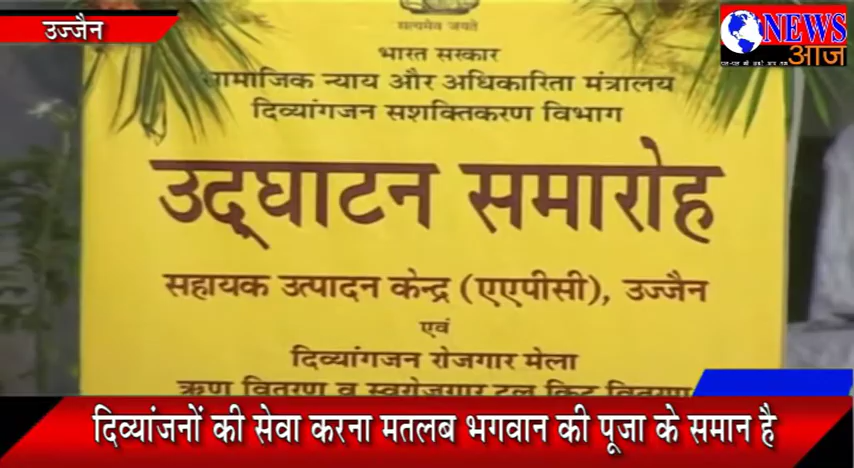 उज्जैन
NEWS
आज
सत्यमेव जयते
भारत सरकार
सामाजिक न्याय और अधिकारिता मंत्रालय
दिव्यांगजन सशक्तिकरण विभाग
उद्घाटन समारोह
सहायक उत्पादन केन्द्र (एएपीसी), उज्जैन
एवं
दिव्यांगजन रोजगार मेला
ऋण वितरण व स्वरोजगार टूल किट वितरण
दिव्यांजनों की सेवा करना मतलब भगवान की पूजा के समान है